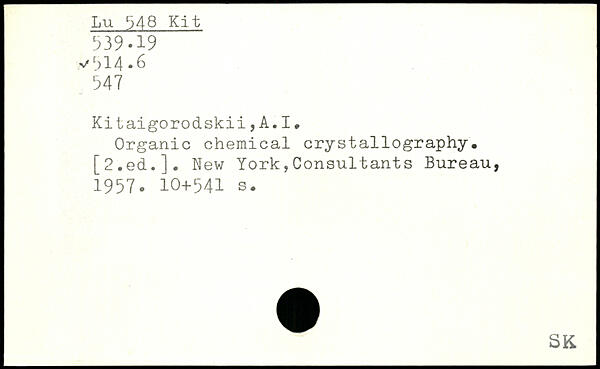 Lu 548 Kit
539.19
✓514.6
547
Kitaigorodskii,A.I.
Organic chemical crystallography.
[2.ed.]. New York,Consultants Bureau,
1957. 10+541 s.
SK